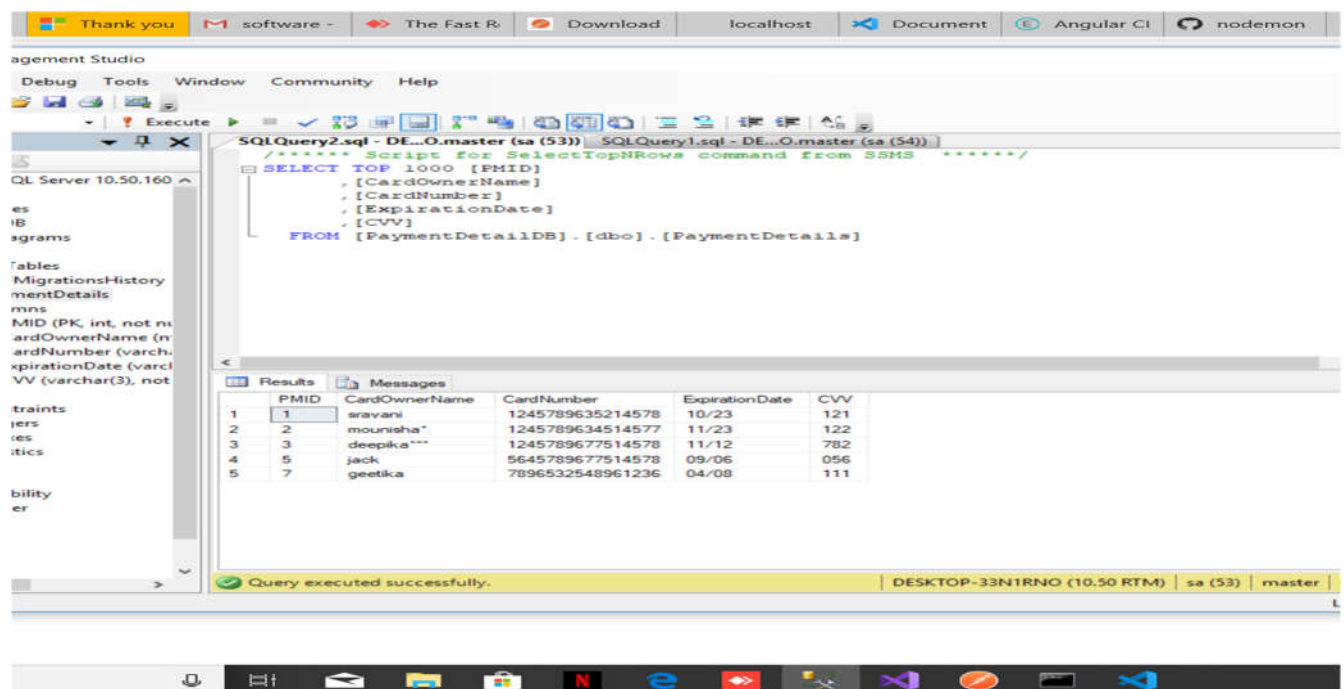 Thank you software - The Fast R Download localhost Document Angular Cl nodemon
agement Studio
Debug Tools Window Community Help
Execute
SQLQuery2.sql - DE...O.master (sa (53)) SQLQuery1.sql - DE...O.master (sa (54))
/****** Script for SelectTopNRows command from SSMS ******/
SELECT TOP 1000 [PMID]
,[CardOwnerName]
,[CardNumber]
,[ExpirationDate]
,[CVV]
FROM [PaymentDetailDB].[dbo].[PaymentDetails]
QL Server 10.50.160
es
B
agrams
ables
MigrationsHistory
mentDetails
mns
MID (PK, int, not nu
ardOwnerName (n
ardNumber (varch
xpirationDate (varcl
VV (varchar(3), not
traints
ers
es
tics
bility
er
Results Messages
PMID CardOwnerName CardNumber ExpirationDate CVV
1 1 sravani 1245789635214578 10/23 121
2 2 mounisha* 1245789634514577 11/23 122
3 3 deepika*** 1245789677514578 11/12 782
4 5 jack 5645789677514578 09/06 056
5 7 geetika 7896532548961236 04/08 111
Query executed successfully. DESKTOP-33N1RNO (10.50 RTM) sa (53) master
N